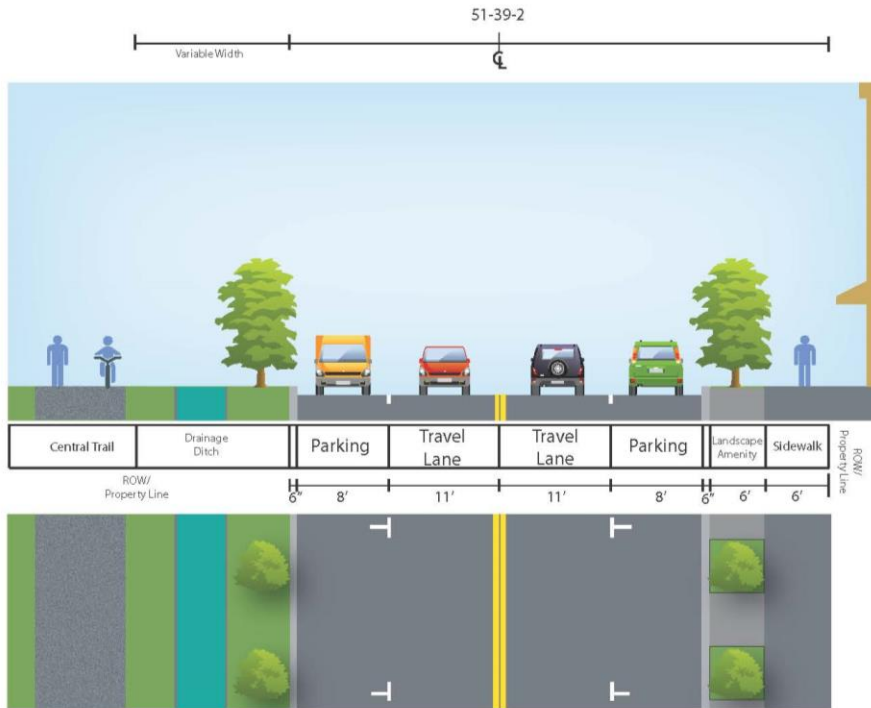 51-39-2
Variable Width
℄
Central Trail
Drainage
Ditch
Parking
Travel
Lane
Travel
Lane
Parking
Landscape
Amenity
Sidewalk
ROW/
Property Line
ROW/
Property Line
6"
8'
11'
11'
8'
6"
6'
6'